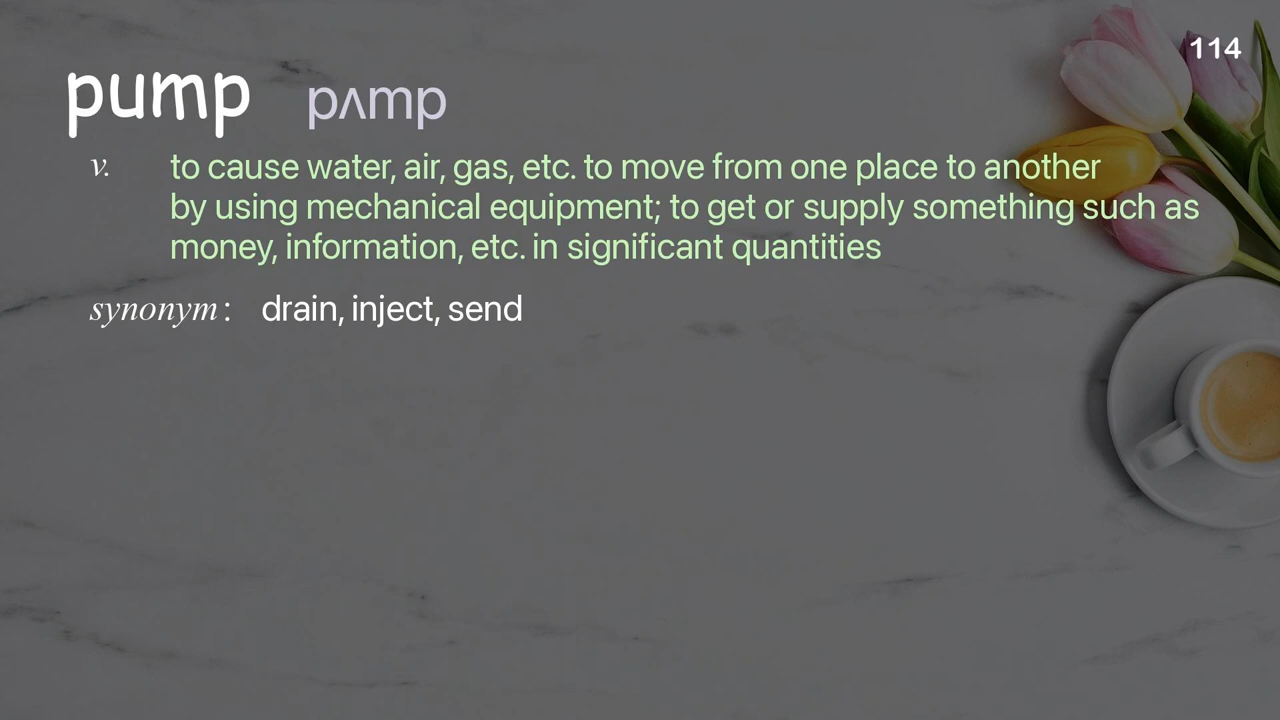 114
pump pʌmp
v. to cause water, air, gas, etc. to move from one place to another
by using mechanical equipment; to get or supply something such as
money, information, etc. in significant quantities
synonym: drain, inject, send